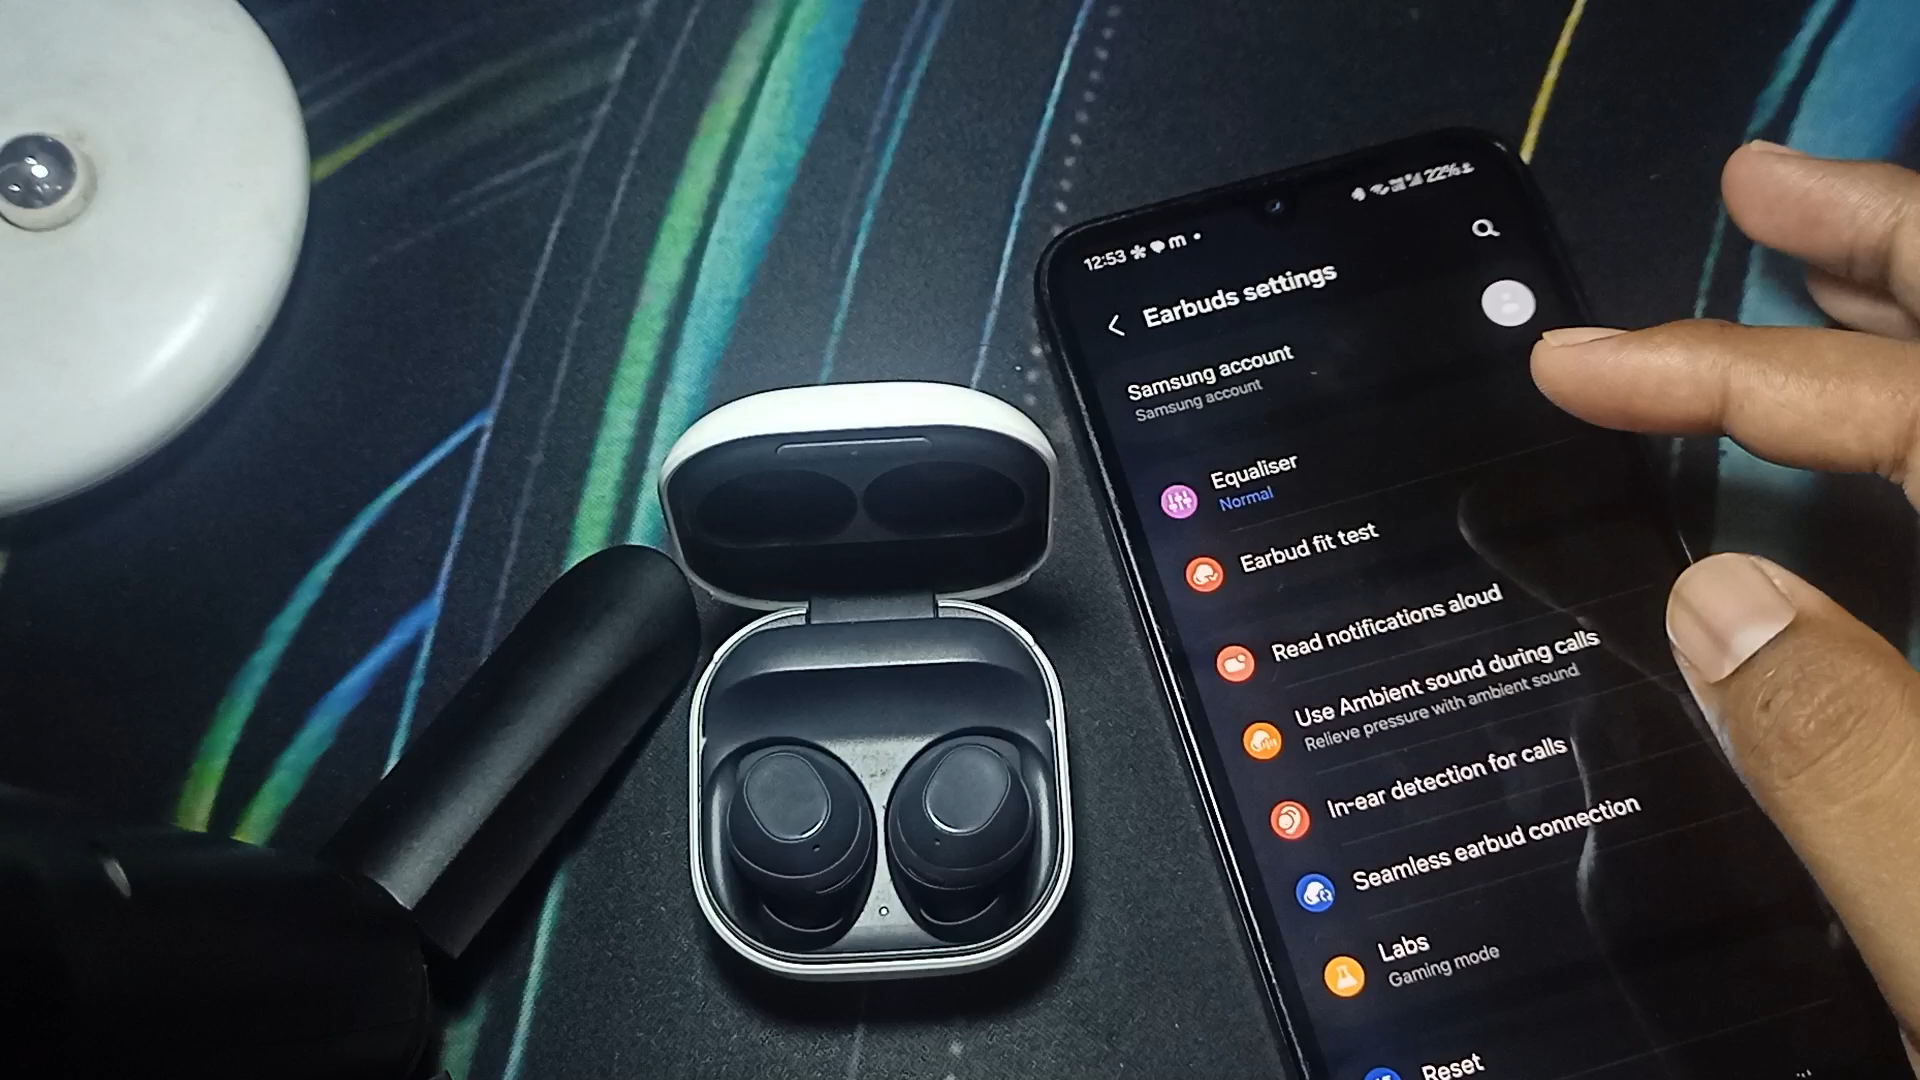 12:53 m
22%
Earbuds settings
Samsung account
Samsung account
Equaliser
Normal
Earbud fit test
Read notifications aloud
Use Ambient sound during calls
Relieve pressure with ambient sound
In-ear detection for calls
Seamless earbud connection
Labs
Gaming mode
Reset